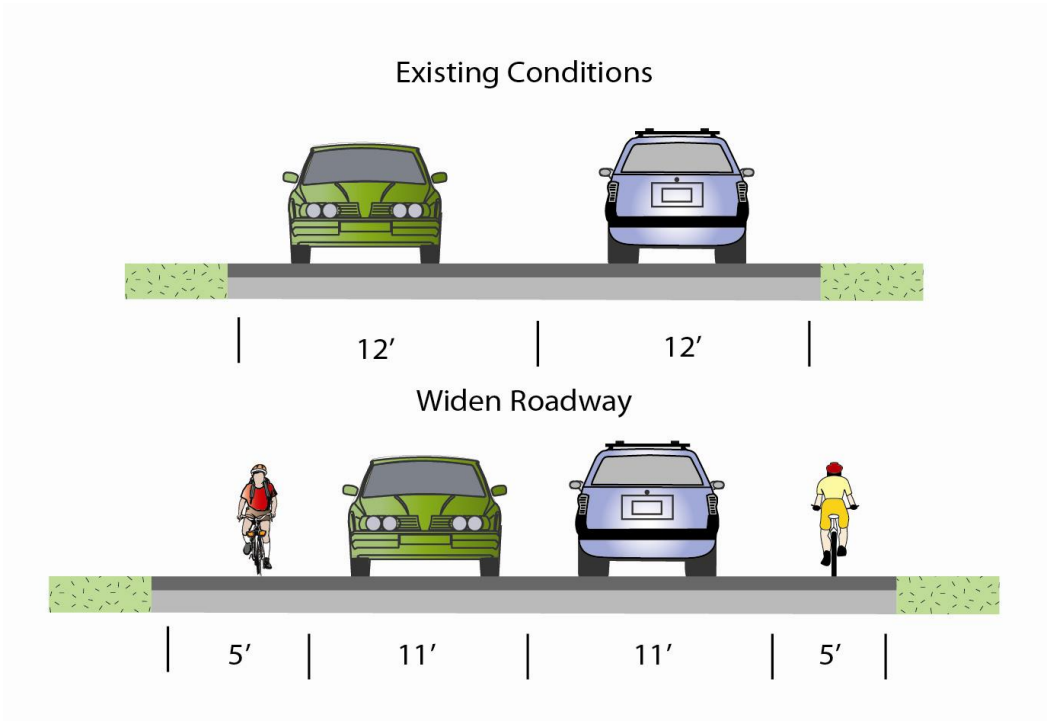 Existing Conditions
12’ 12’
Widen Roadway
5’ 11’ 11’ 5’